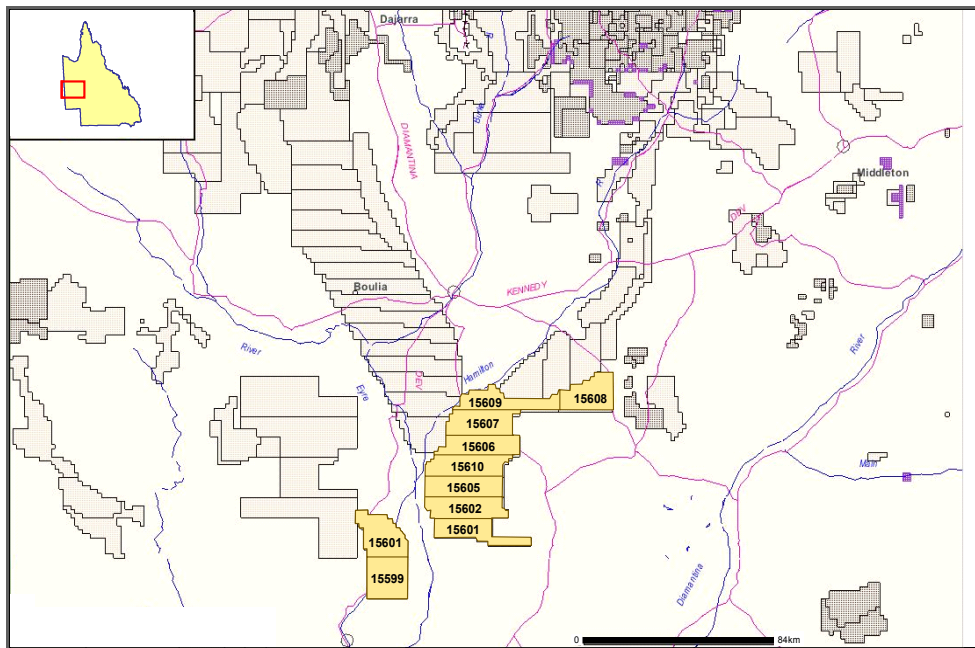 Dajarra
Burke
DIAMANTINA
R
Middleton
DEV
Boulia
KENNEDY
River
River
Hamilton
DEV
Eyre
15609
15608
15607
15606
15610
Main
15605
15602
15601
15601
15599
Diamantina
0
84km